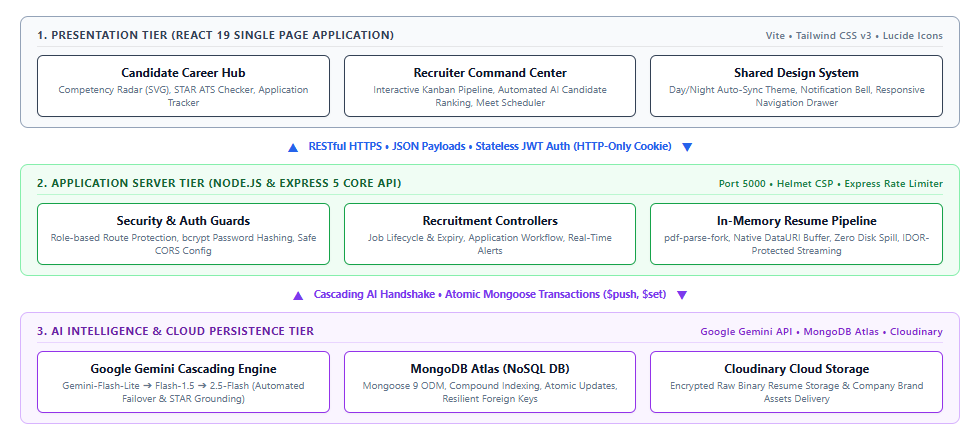 1. PRESENTATION TIER (REACT 19 SINGLE PAGE APPLICATION)
Vite • Tailwind CSS v3 • Lucide Icons
Candidate Career Hub
Competency Radar (SVG), STAR ATS Checker, Application
Tracker
Recruiter Command Center
Interactive Kanban Pipeline, Automated AI Candidate
Ranking, Meet Scheduler
Shared Design System
Day/Night Auto-Sync Theme, Notification Bell, Responsive
Navigation Drawer
▲ RESTful HTTPS • JSON Payloads • Stateless JWT Auth (HTTP-Only Cookie) ▼
2. APPLICATION SERVER TIER (NODE.JS & EXPRESS 5 CORE API)
Port 5000 • Helmet CSP • Express Rate Limiter
Security & Auth Guards
Role-based Route Protection, bcrypt Password Hashing, Safe
CORS Config
Recruitment Controllers
Job Lifecycle & Expiry, Application Workflow, Real-Time
Alerts
In-Memory Resume Pipeline
pdf-parse-fork, Native DataURI Buffer, Zero Disk Spill, IDOR-
Protected Streaming
▲ Cascading AI Handshake • Atomic Mongoose Transactions ($push, $set) ▼
3. AI INTELLIGENCE & CLOUD PERSISTENCE TIER
Google Gemini API • MongoDB Atlas • Cloudinary
Google Gemini Cascading Engine
Gemini-Flash-Lite ➔ Flash-1.5 ➔ 2.5-Flash (Automated
Failover & STAR Grounding)
MongoDB Atlas (NoSQL DB)
Mongoose 9 ODM, Compound Indexing, Atomic Updates,
Resilient Foreign Keys
Cloudinary Cloud Storage
Encrypted Raw Binary Resume Storage & Company Brand
Assets Delivery